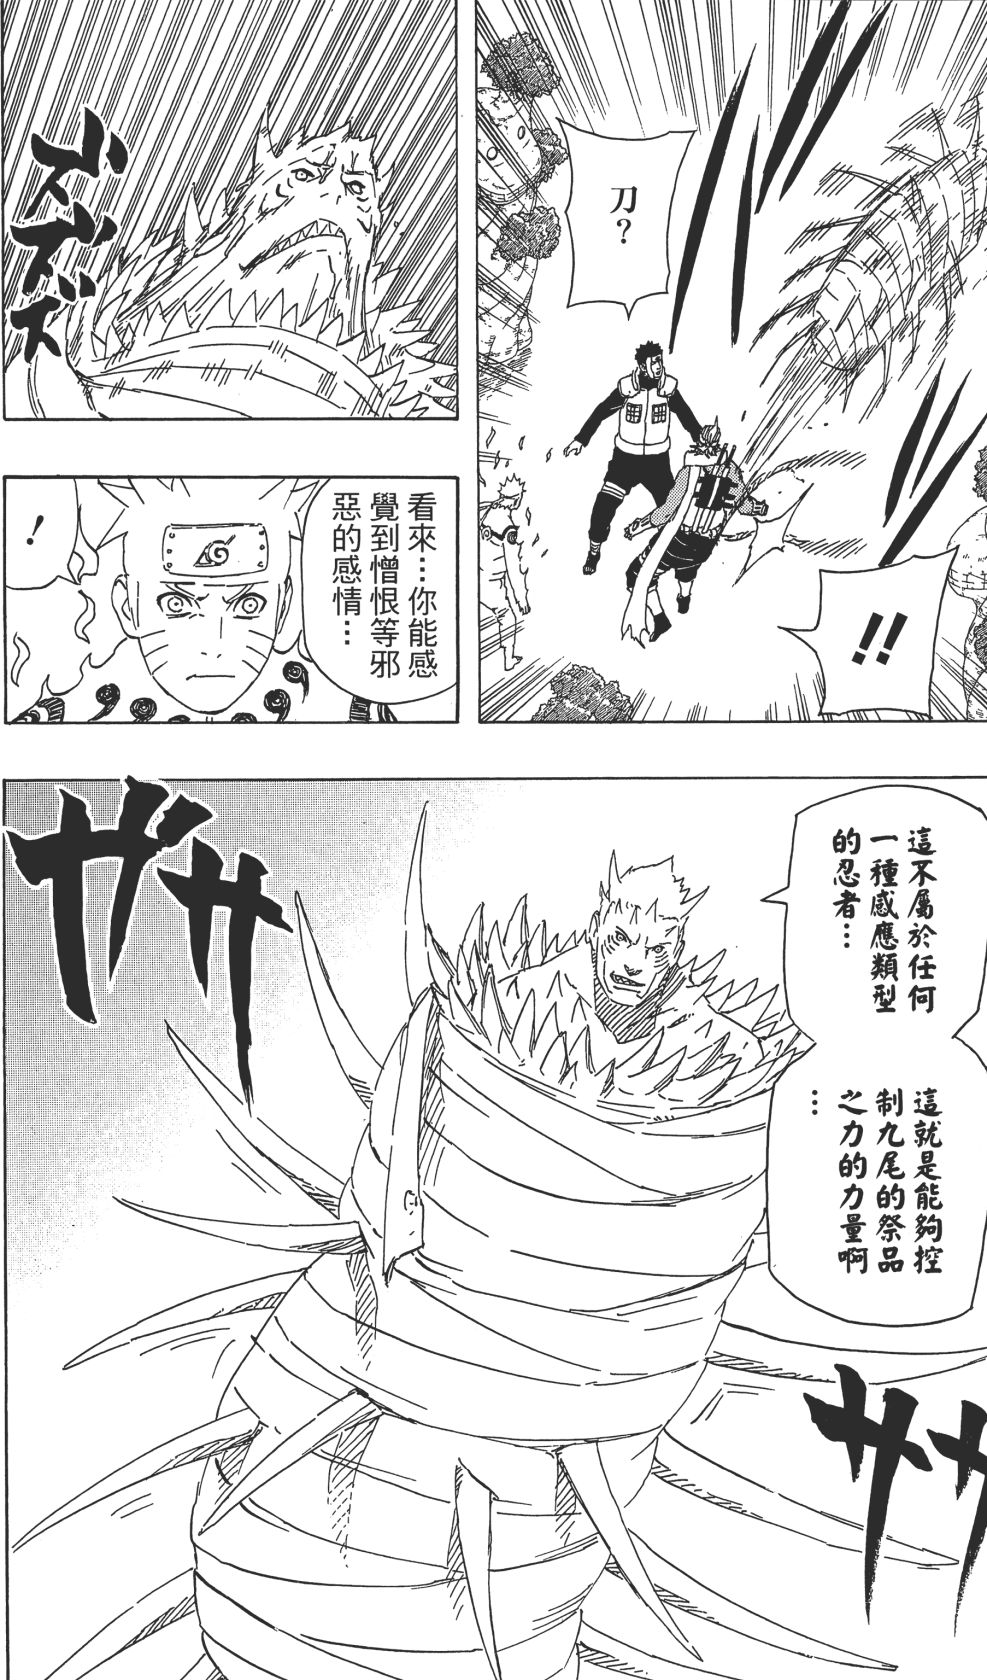 刀?
!!
ズズズ
看來…你能感
覺到憎恨等邪
惡的感情…
!
這不屬於任何
一種感應類型
的忍者…
這就是能夠控
制九尾的祭品
之力的力量啊
…
ザザ
ササ